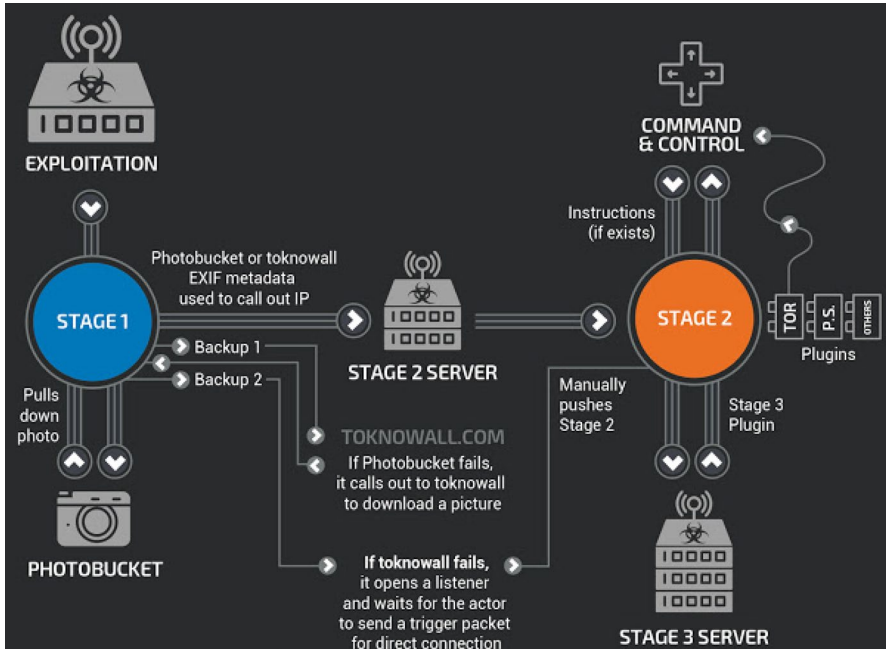 EXPLOITATION
COMMAND
& CONTROL
Instructions
(if exists)
Photobucket or toknowall
EXIF metadata
used to call out IP
STAGE 1
STAGE 2
TOR
P.S.
OTHERS
Plugins
Backup 1
Backup 2
STAGE 2 SERVER
Pulls
down
photo
Manually
pushes
Stage 2
Stage 3
Plugin
TOKNOWALL.COM
If Photobucket fails,
it calls out to toknowall
to download a picture
PHOTOBUCKET
If toknowall fails,
it opens a listener
and waits for the actor
to send a trigger packet
for direct connection
STAGE 3 SERVER